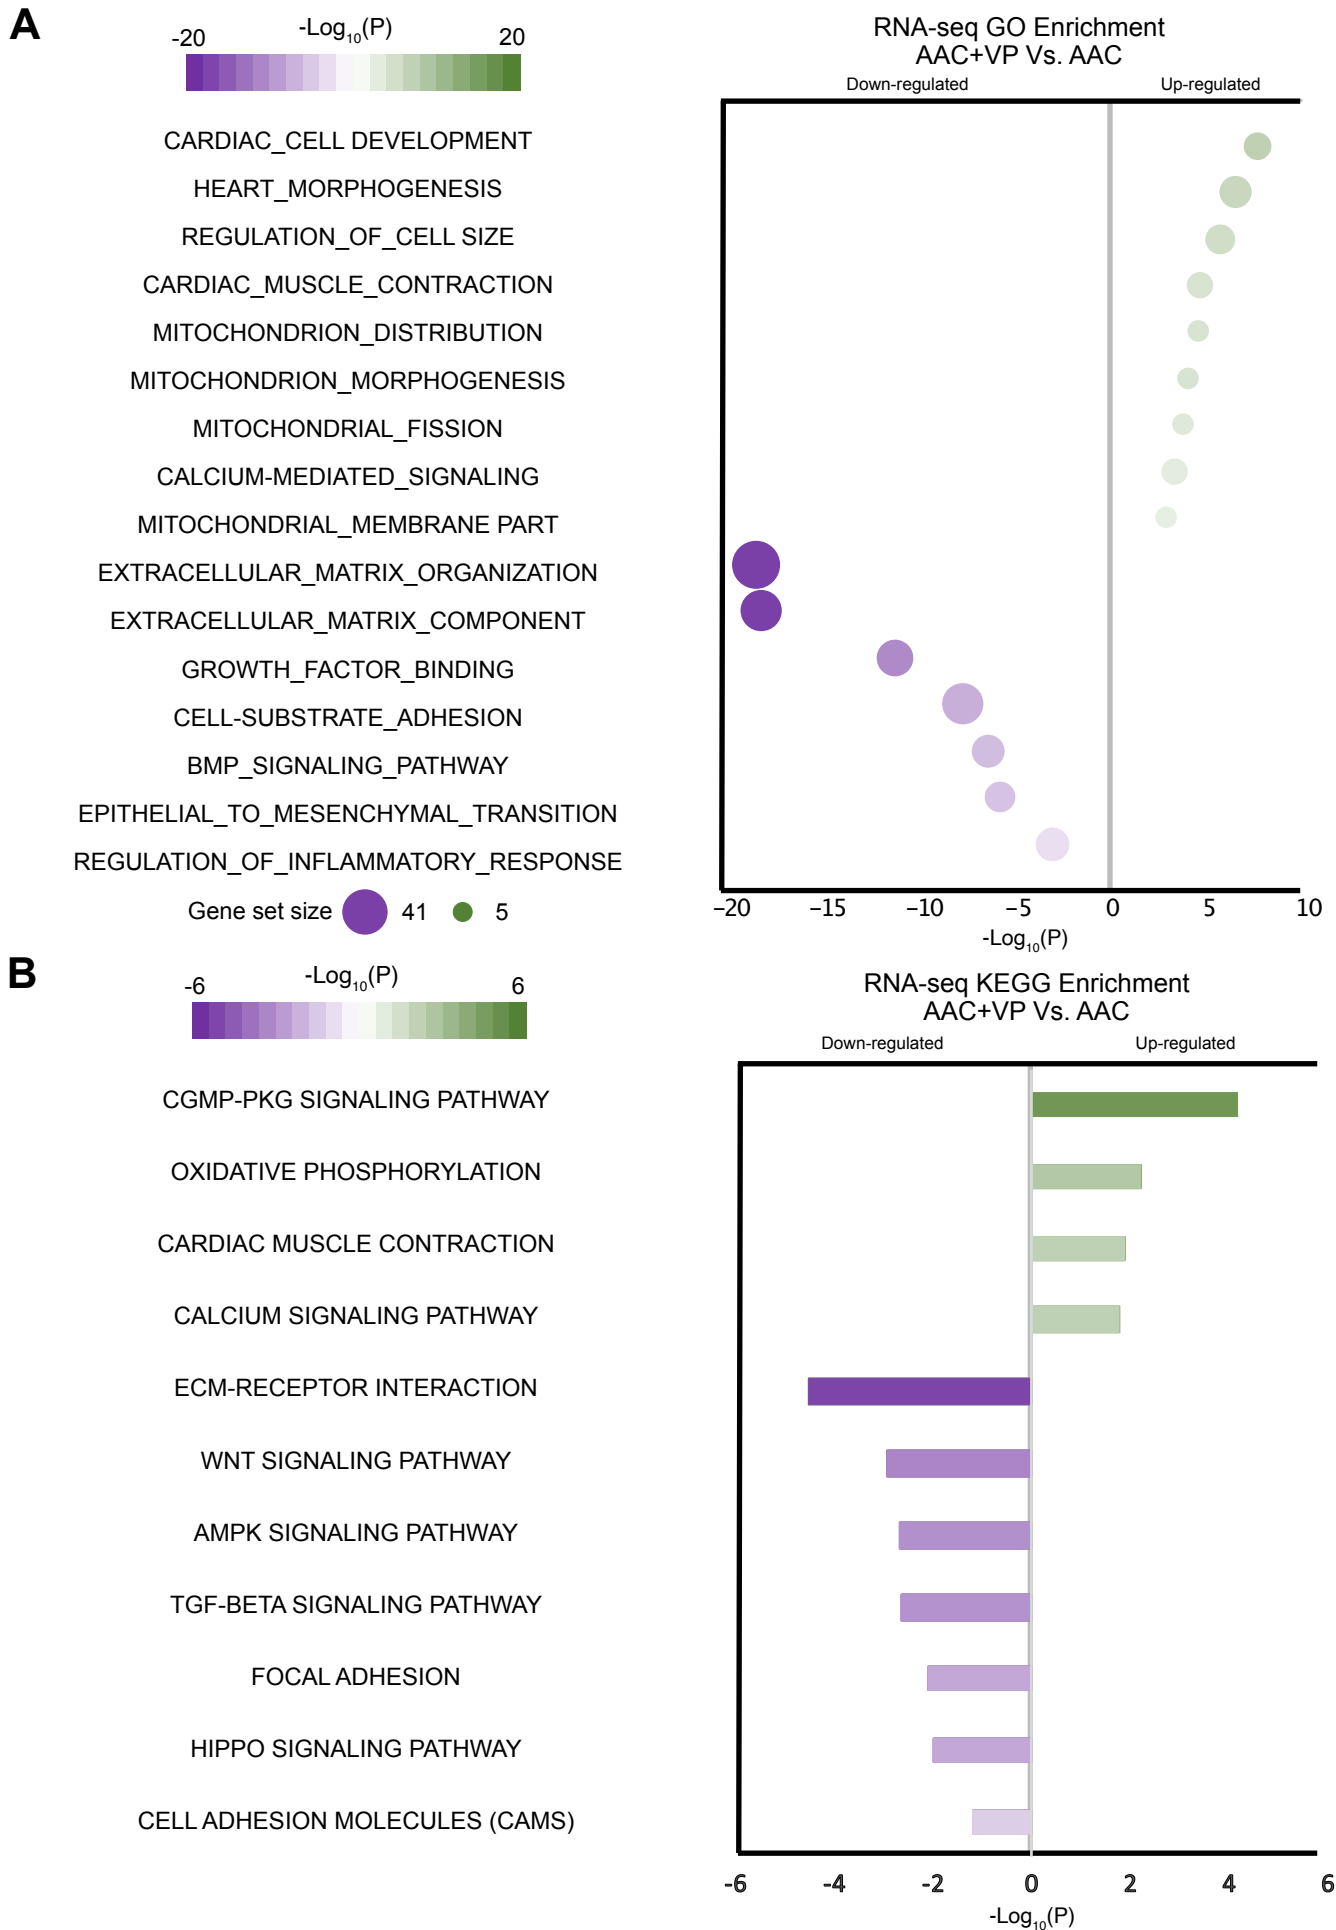 A
-Log10(P)
-20 20
RNA-seq GO Enrichment
AAC+VP Vs. AAC
Down-regulated Up-regulated
CARDIAC_CELL DEVELOPMENT
HEART_MORPHOGENESIS
REGULATION_OF_CELL SIZE
CARDIAC_MUSCLE_CONTRACTION
MITOCHONDRION_DISTRIBUTION
MITOCHONDRION_MORPHOGENESIS
MITOCHONDRIAL_FISSION
CALCIUM-MEDIATED_SIGNALING
MITOCHONDRIAL_MEMBRANE PART
EXTRACELLULAR_MATRIX_ORGANIZATION
EXTRACELLULAR_MATRIX_COMPONENT
GROWTH_FACTOR_BINDING
CELL-SUBSTRATE_ADHESION
BMP_SIGNALING_PATHWAY
EPITHELIAL_TO_MESENCHYMAL_TRANSITION
REGULATION_OF_INFLAMMATORY_RESPONSE
Gene set size 41 5
−20 −15 −10 −5 0 5 10
-Log10(P)
B
-Log10(P)
-6 6
RNA-seq KEGG Enrichment
AAC+VP Vs. AAC
Down-regulated Up-regulated
CGMP-PKG SIGNALING PATHWAY
OXIDATIVE PHOSPHORYLATION
CARDIAC MUSCLE CONTRACTION
CALCIUM SIGNALING PATHWAY
ECM-RECEPTOR INTERACTION
WNT SIGNALING PATHWAY
AMPK SIGNALING PATHWAY
TGF-BETA SIGNALING PATHWAY
FOCAL ADHESION
HIPPO SIGNALING PATHWAY
CELL ADHESION MOLECULES (CAMS)
-6 -4 -2 0 2 4 6
-Log10(P)